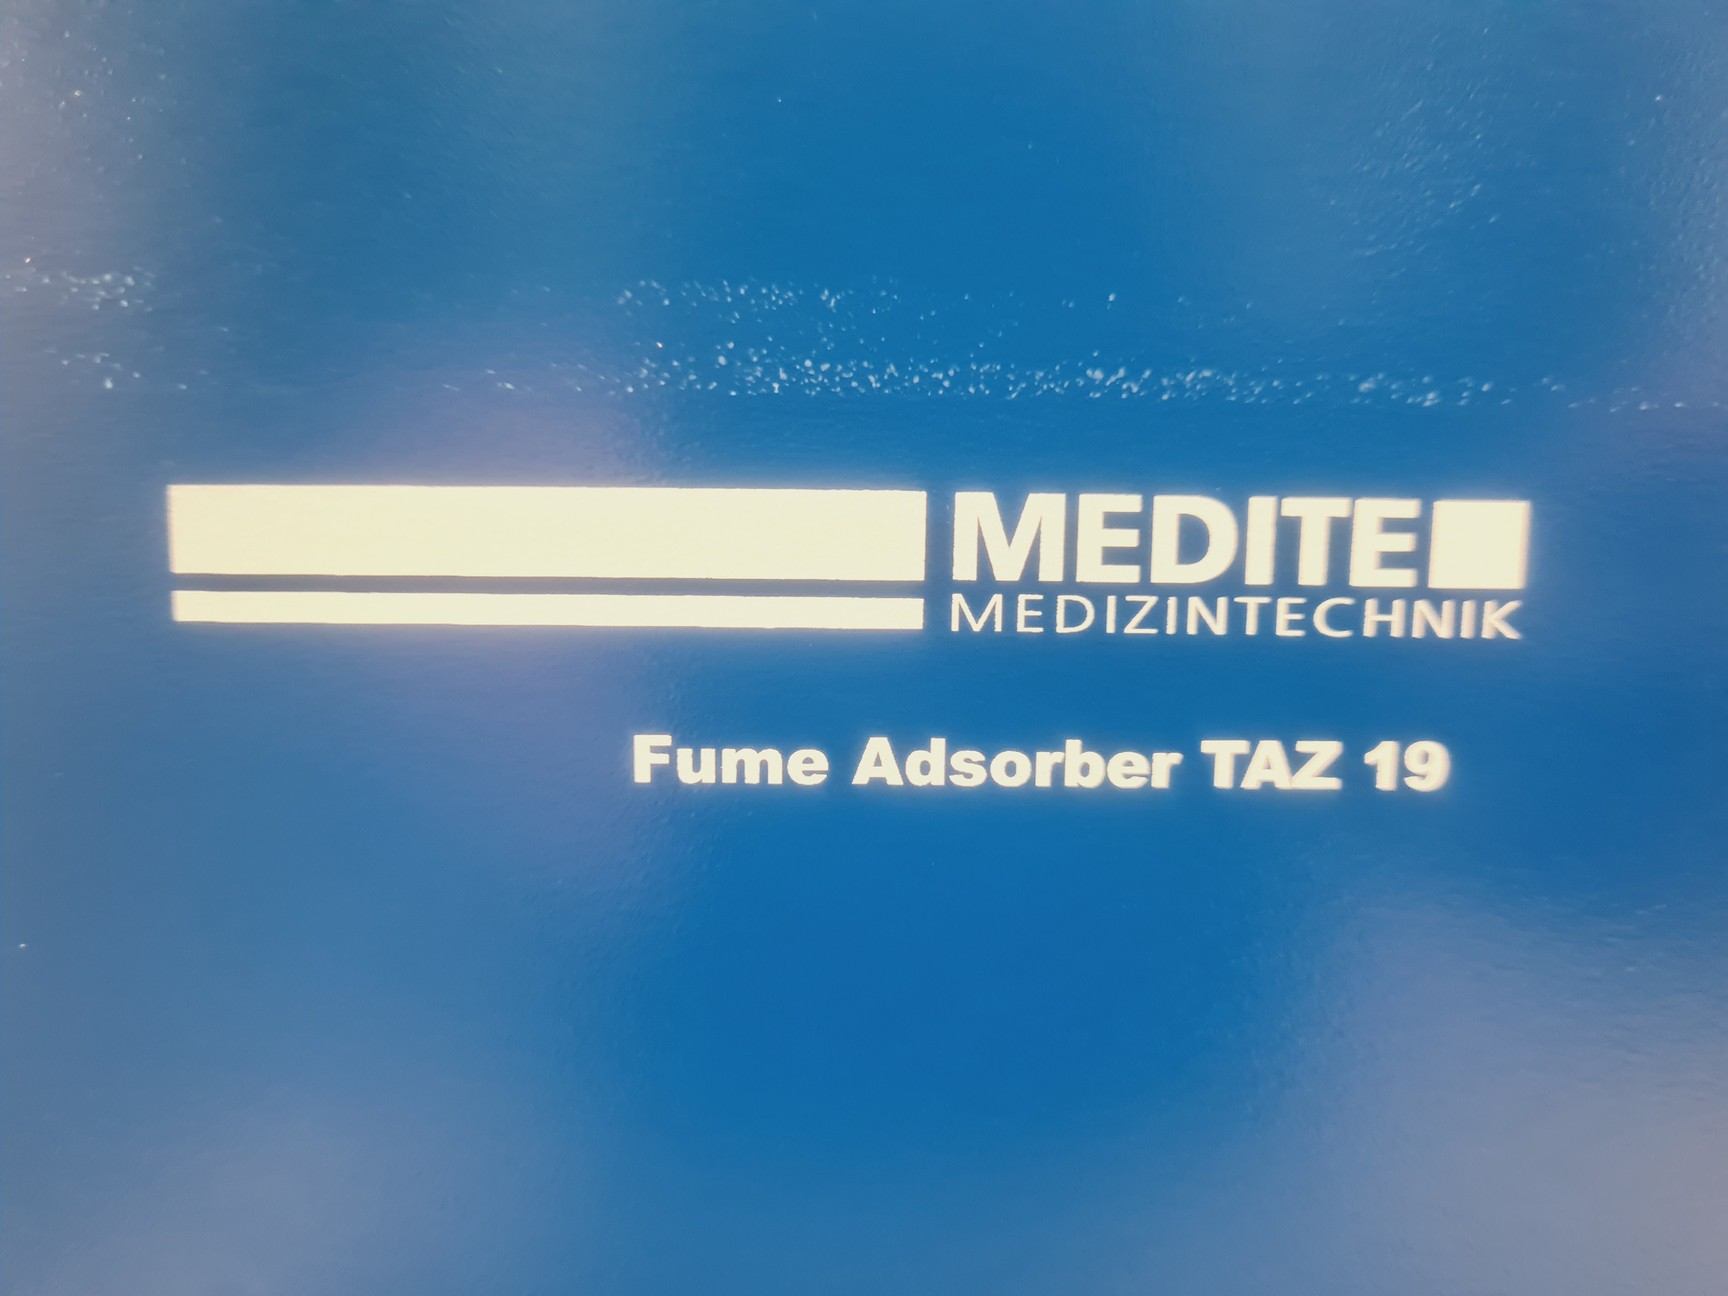 MEDITE
MEDIZINTECHNIK
Fume Adsorber TAZ 19